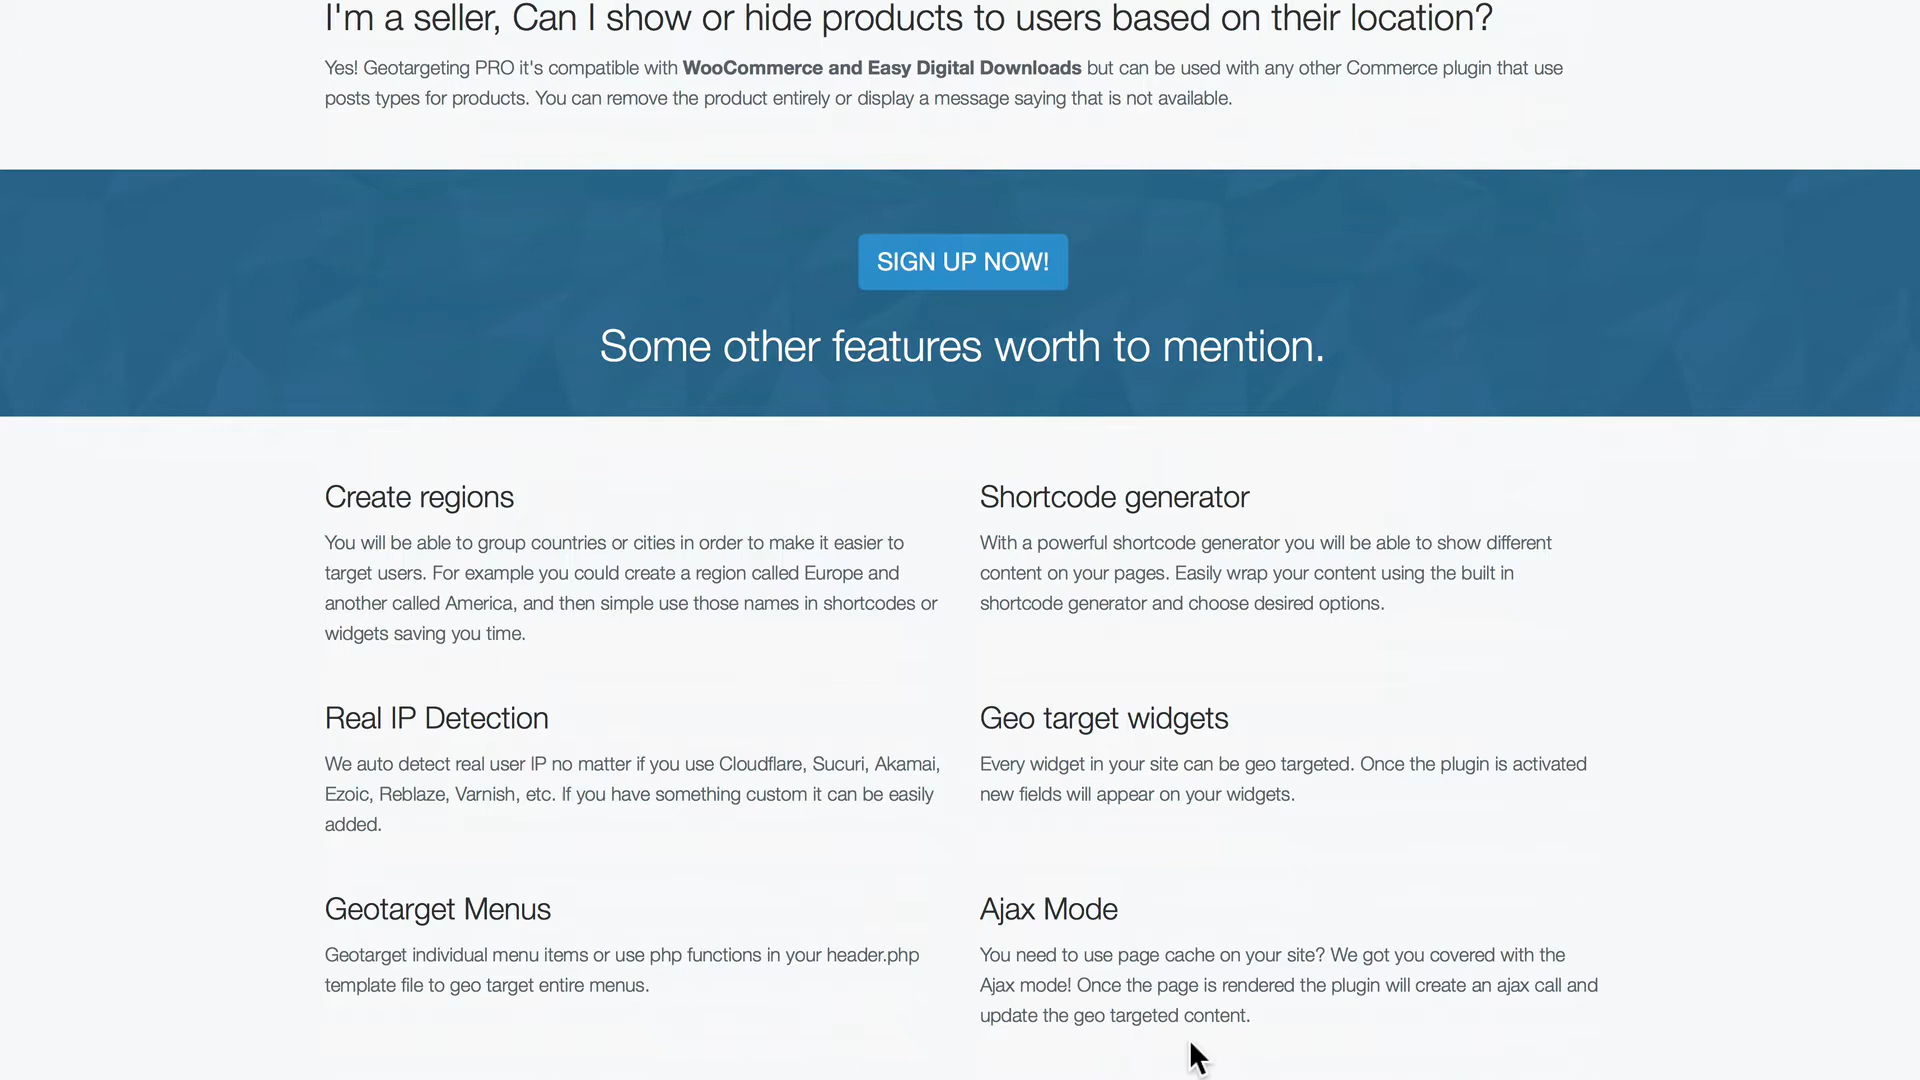 I'm a seller, Can I show or hide products to users based on their location?
Yes! Geotargeting PRO it's compatible with WooCommerce and Easy Digital Downloads but can be used with any other Commerce plugin that use
posts types for products. You can remove the product entirely or display a message saying that is not available.
SIGN UP NOW!
Some other features worth to mention.
Create regions
You will be able to group countries or cities in order to make it easier to
target users. For example you could create a region called Europe and
another called America, and then simple use those names in shortcodes or
widgets saving you time.
Shortcode generator
With a powerful shortcode generator you will be able to show different
content on your pages. Easily wrap your content using the built in
shortcode generator and choose desired options.
Real IP Detection
We auto detect real user IP no matter if you use Cloudflare, Sucuri, Akamai,
Ezoic, Reblaze, Varnish, etc. If you have something custom it can be easily
added.
Geo target widgets
Every widget in your site can be geo targeted. Once the plugin is activated
new fields will appear on your widgets.
Geotarget Menus
Geotarget individual menu items or use php functions in your header.php
template file to geo target entire menus.
Ajax Mode
You need to use page cache on your site? We got you covered with the
Ajax mode! Once the page is rendered the plugin will create an ajax call and
update the geo targeted content.